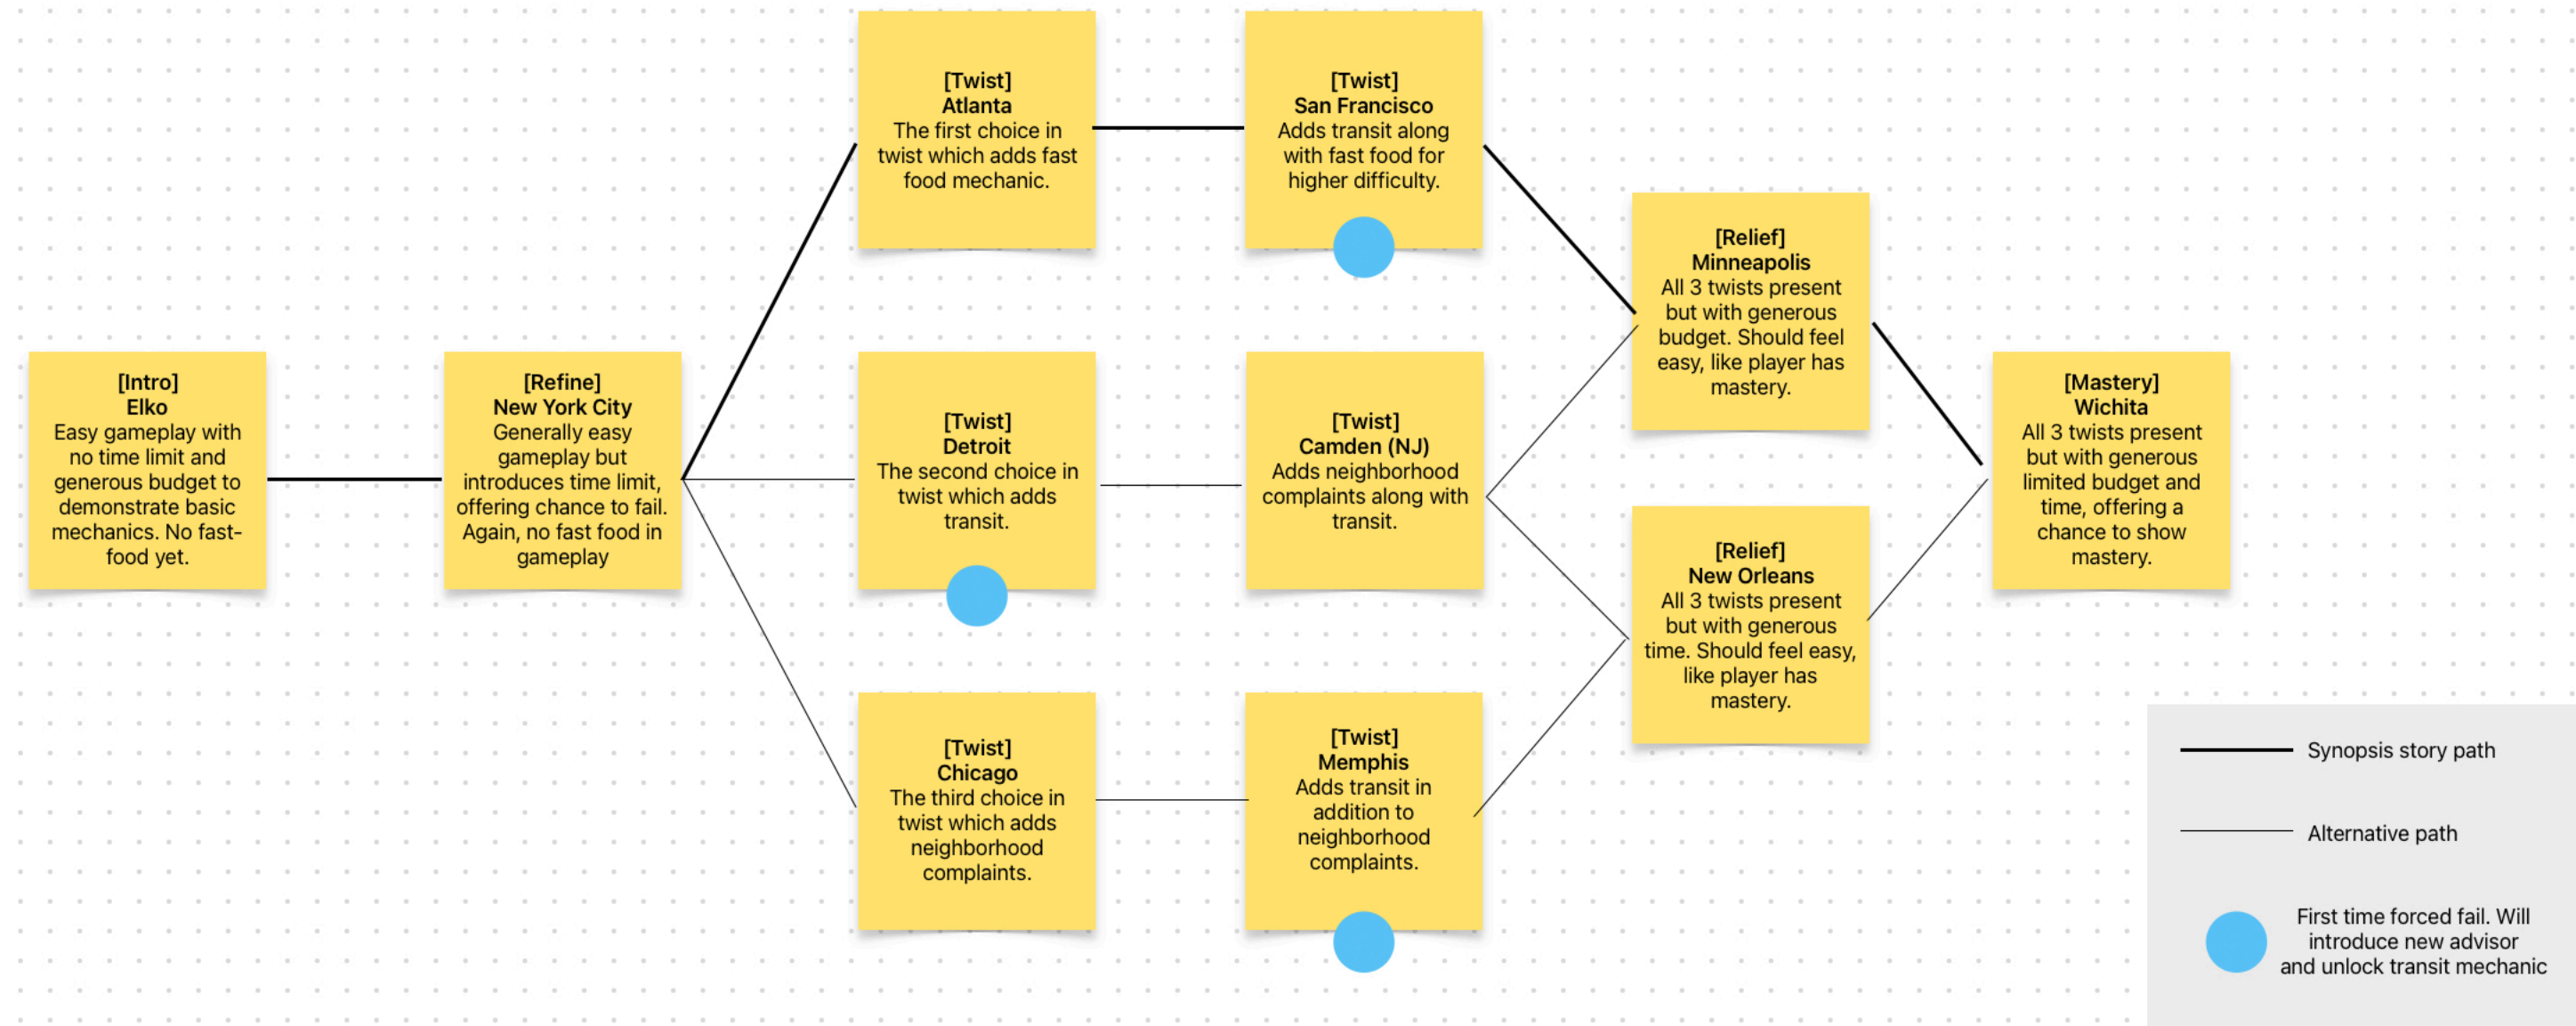 [Intro]
Elko
Easy gameplay with
no time limit and
generous budget to
demonstrate basic
mechanics. No fast-
food yet.
[Refine]
New York City
Generally easy
gameplay but
introduces time limit,
offering chance to fail.
Again, no fast food in
gameplay
[Twist]
Atlanta
The first choice in
twist which adds fast
food mechanic.
[Twist]
San Francisco
Adds transit along
with fast food for
higher difficulty.
[Twist]
Detroit
The second choice in
twist which adds
transit.
[Twist]
Camden (NJ)
Adds neighborhood
complaints along with
transit.
[Twist]
Chicago
The third choice in
twist which adds
neighborhood
complaints.
[Twist]
Memphis
Adds transit in
addition to
neighborhood
complaints.
[Relief]
Minneapolis
All 3 twists present
but with generous
budget. Should feel
easy, like player has
mastery.
[Relief]
New Orleans
All 3 twists present
but with generous
time. Should feel easy,
like player has
mastery.
[Mastery]
Wichita
All 3 twists present
but with generous
limited budget and
time, offering a
chance to show
mastery.
Synopsis story path
Alternative path
First time forced fail. Will
introduce new advisor
and unlock transit mechanic